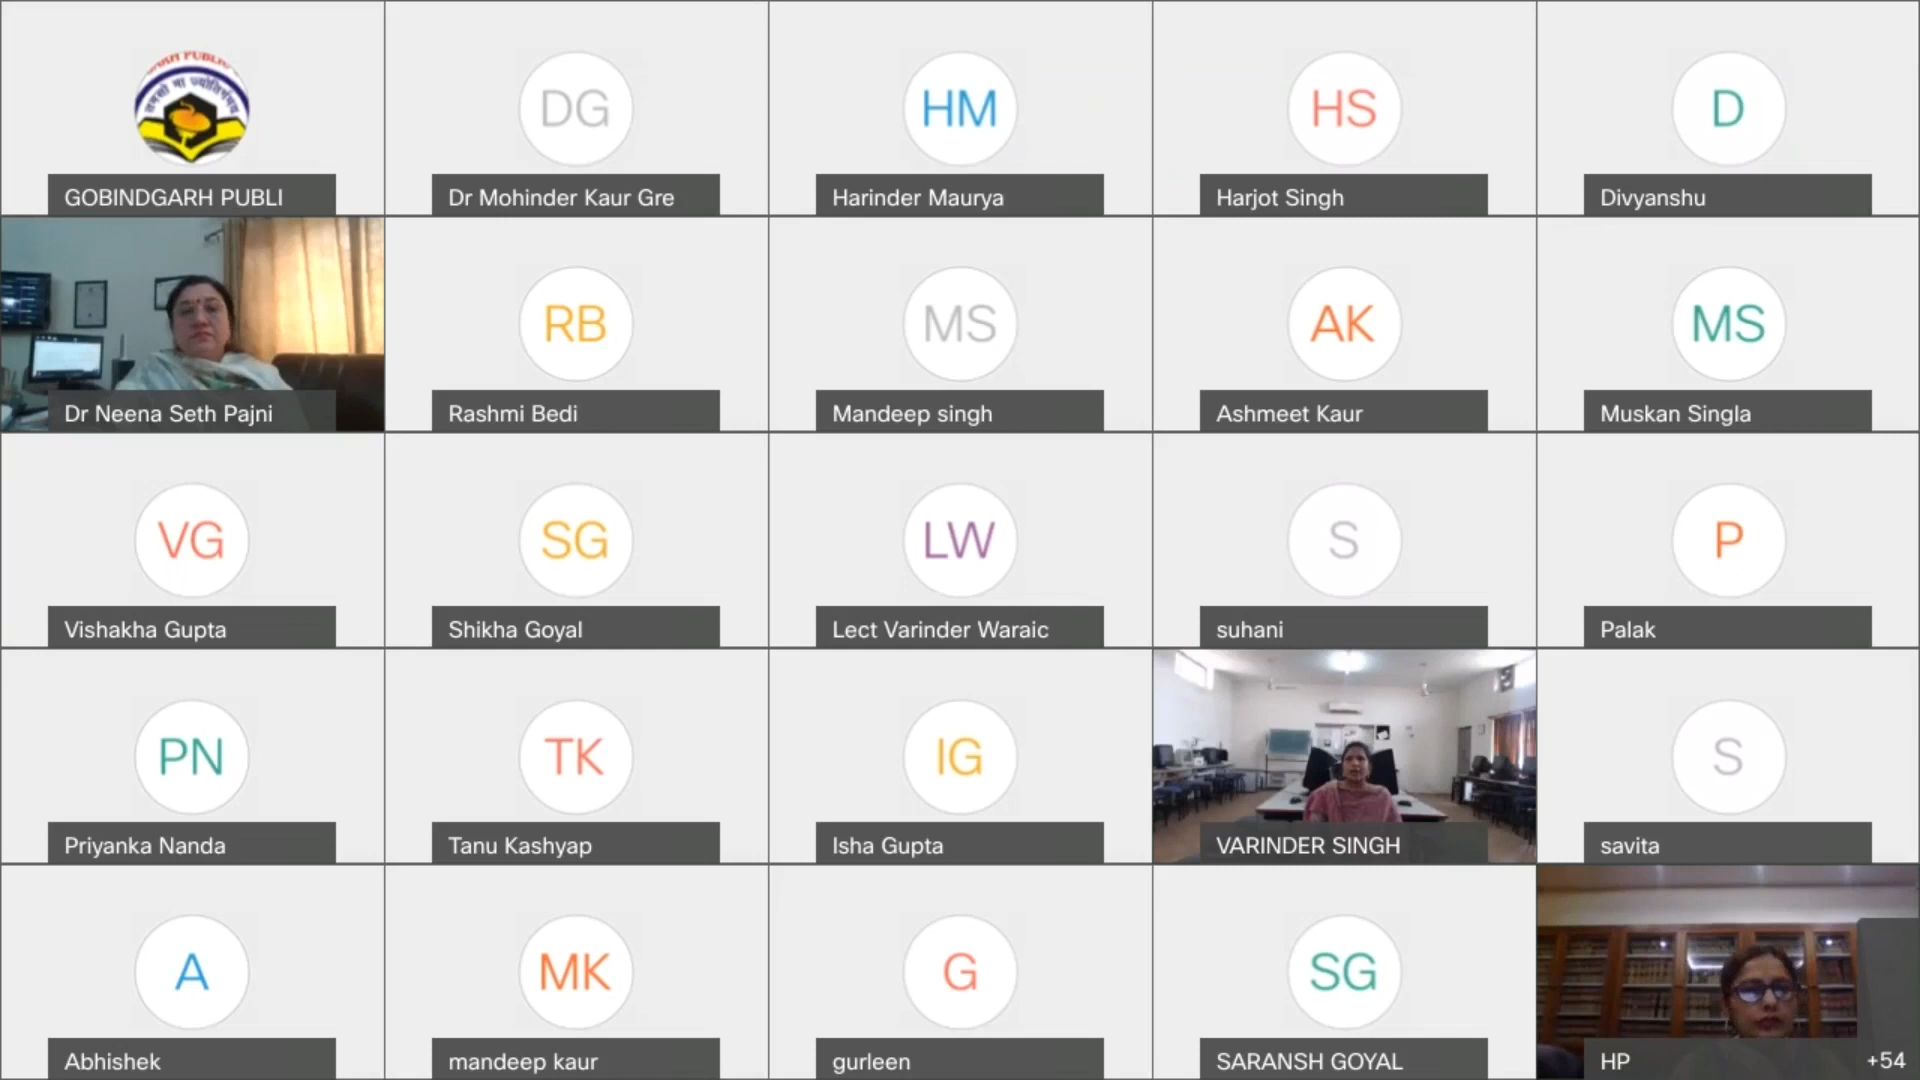 तमसो मा ज्योतिर्गमय
GOBINDGARH PUBLI
DG
Dr Mohinder Kaur Gre
HM
Harinder Maurya
HS
Harjot Singh
D
Divyanshu
Dr Neena Seth Pajni
RB
Rashmi Bedi
MS
Mandeep singh
AK
Ashmeet Kaur
MS
Muskan Singla
VG
Vishakha Gupta
SG
Shikha Goyal
LW
Lect Varinder Waraic
S
suhani
P
Palak
PN
Priyanka Nanda
TK
Tanu Kashyap
IG
Isha Gupta
VARINDER SINGH
S
savita
A
Abhishek
MK
mandeep kaur
G
gurleen
SG
SARANSH GOYAL
HP
+54